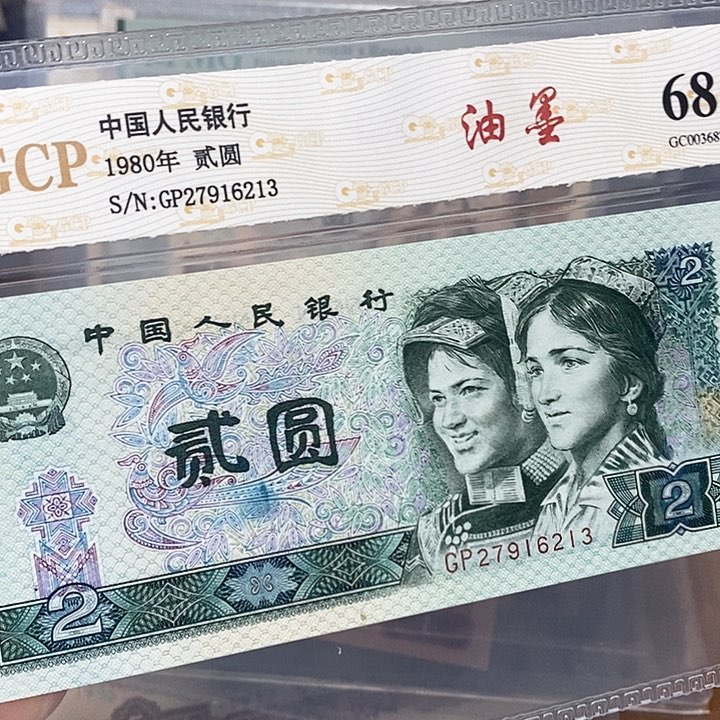 GCP
中国人民银行
1980年 贰圆
S/N:GP27916213
油墨
68
GC00368
中国人民银行
2
贰圆
2
GP27916213
2